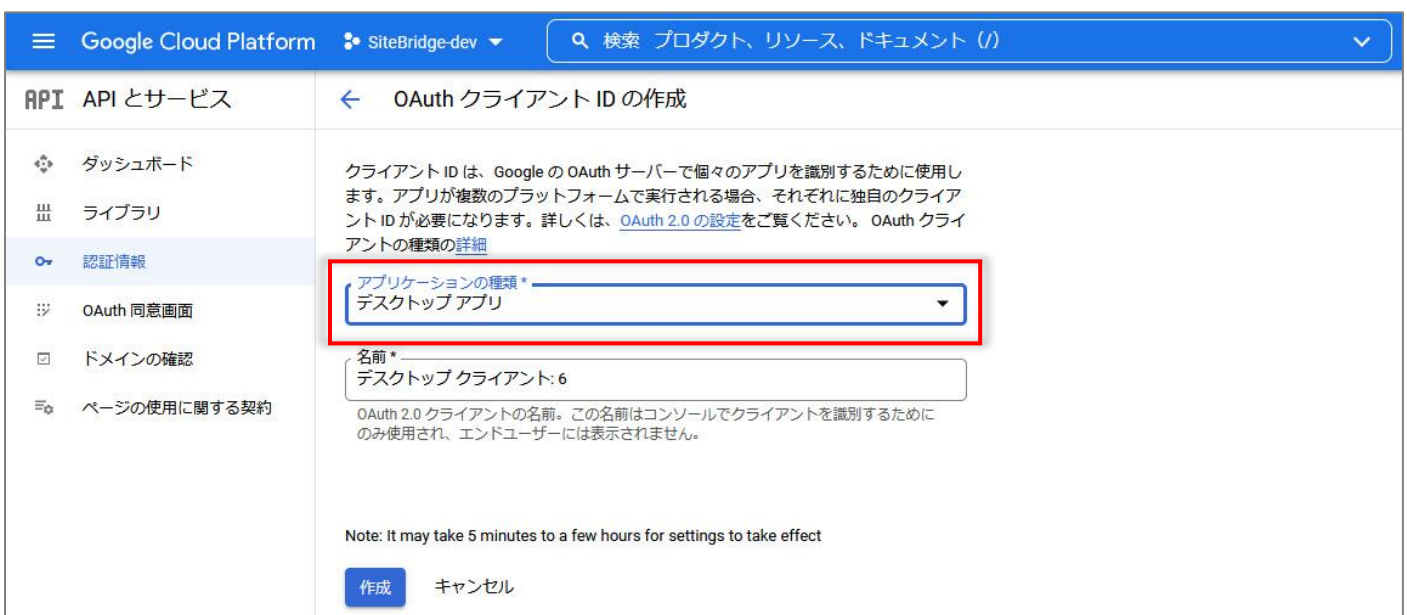 Google Cloud Platform SiteBridge-dev 検索 プロダクト、リソース、ドキュメント (/)
API API とサービス
OAuth クライアント ID の作成
ダッシュボード
ライブラリ
認証情報
OAuth 同意画面
ドメインの確認
ページの使用に関する契約
クライアント ID は、Google の OAuth サーバーで個々のアプリを識別するために使用し
ます。アプリが複数のプラットフォームで実行される場合、それぞれに独自のクライア
ント ID が必要になります。詳しくは、OAuth 2.0 の設定をご覧ください。 OAuth クライ
アントの種類の詳細
アプリケーションの種類 *
デスクトップ アプリ
名前 *
デスクトップ クライアント: 6
OAuth 2.0 クライアントの名前。この名前はコンソールでクライアントを識別するために
のみ使用され、エンドユーザーには表示されません。
Note: It may take 5 minutes to a few hours for settings to take effect
作成 キャンセル